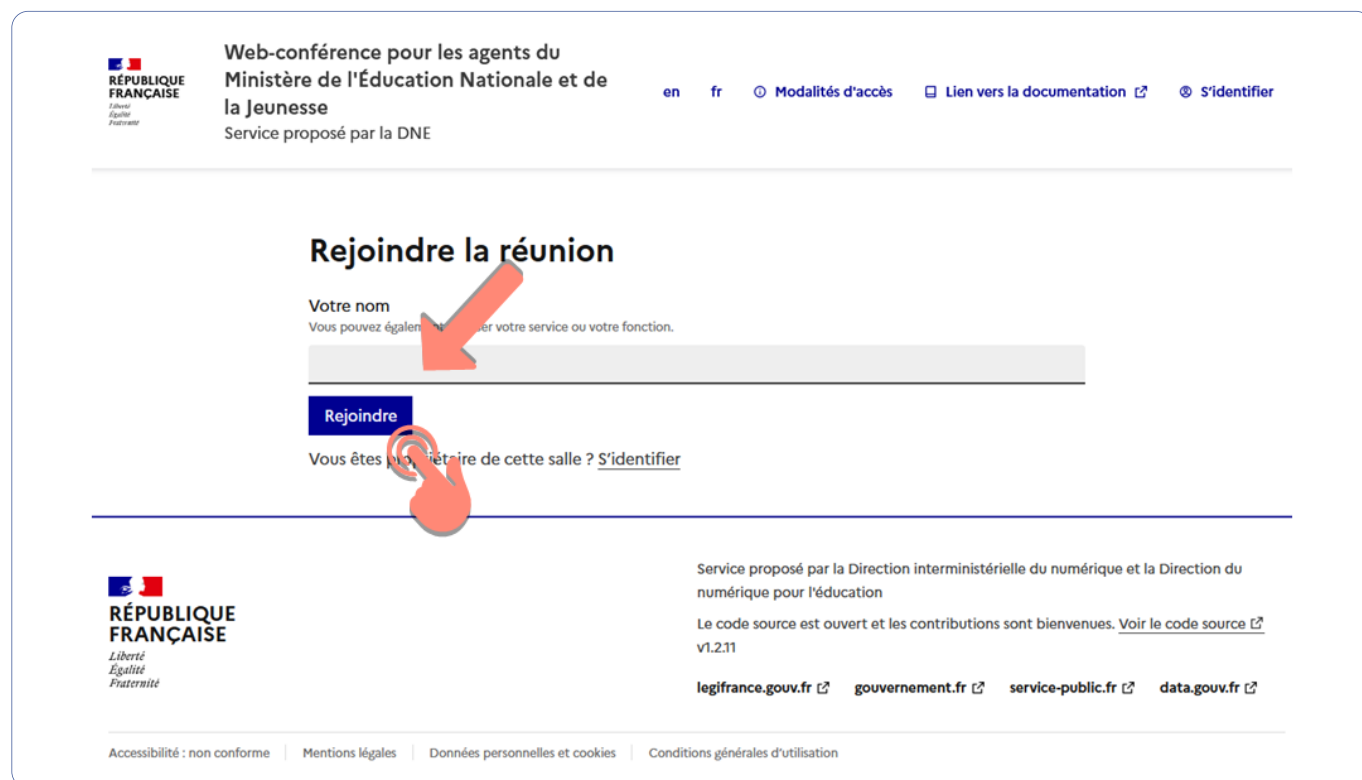 RÉPUBLIQUE
FRANÇAISE
Liberté
Égalité
Fraternité
Web-conférence pour les agents du
Ministère de l'Éducation Nationale et de
la Jeunesse
Service proposé par la DNE
en fr Modalités d'accès Lien vers la documentation S'identifier
Rejoindre la réunion
Votre nom
Vous pouvez également votre service ou votre fonction.
Rejoindre
Vous êtes propriétaire de cette salle ? S'identifier
RÉPUBLIQUE
FRANÇAISE
Liberté
Égalité
Fraternité
Service proposé par la Direction interministérielle du numérique et la Direction du
numérique pour l'éducation
Le code source est ouvert et les contributions sont bienvenues. Voir le code source
v1.2.11
legifrance.gouv.fr gouvernement.fr service-public.fr data.gouv.fr
Accessibilité : non conforme Mentions légales Données personnelles et cookies Conditions générales d'utilisation